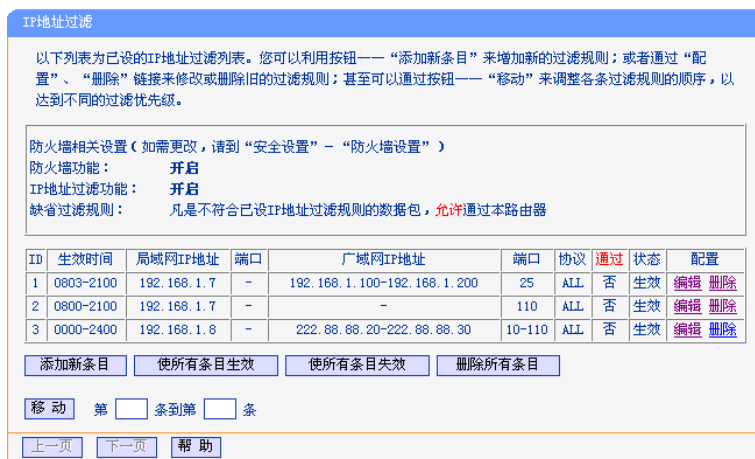 IP地址过滤
以下列表为已设的IP地址过滤列表。您可以利用按钮——“添加新条目”来增加新的过滤规则；或者通过“配
置”、“删除”链接来修改或删除旧的过滤规则；甚至可以通过按钮——“移动”来调整各条过滤规则的顺序，以
达到不同的过滤优先级。
防火墙相关设置(如需更改，请到“安全设置”-“防火墙设置”)
防火墙功能： 开启
IP地址过滤功能： 开启
缺省过滤规则： 凡是不符合已设IP地址过滤规则的数据包，允许通过本路由器
ID 生效时间 局域网IP地址 端口 广域网IP地址 端口 协议 通过 状态 配置
1 0803-2100 192.168.1.7 - 192.168.1.100-192.168.1.200 25 ALL 否 生效 编辑 删除
2 0800-2100 192.168.1.7 - - 110 ALL 否 生效 编辑 删除
3 0000-2400 192.168.1.8 - 222.88.88.20-222.88.88.30 10-110 ALL 否 生效 编辑 删除
添加新条目 使所有条目生效 使所有条目失效 删除所有条目
移 动 第 条到第 条
上一页 下一页 帮 助